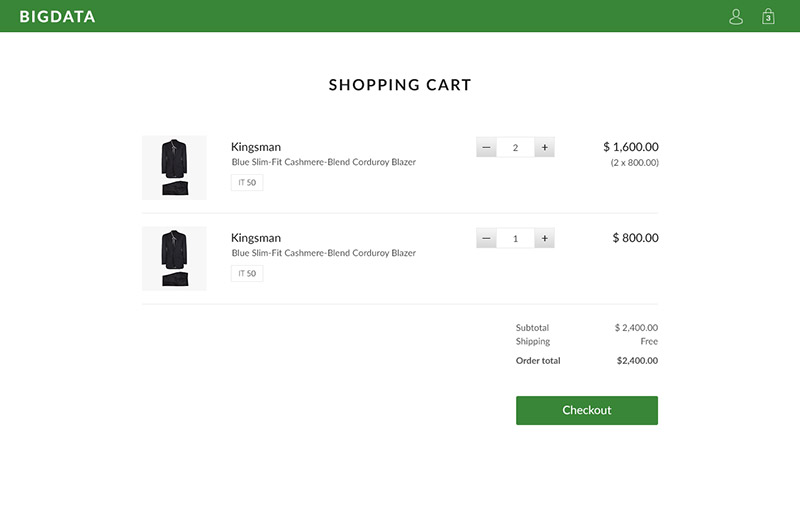 BIGDATA
3
SHOPPING CART
Kingsman
Blue Slim-Fit Cashmere-Blend Corduroy Blazer
IT 50
— 2 +
$ 1,600.00
(2 x 800.00)
Kingsman
Blue Slim-Fit Cashmere-Blend Corduroy Blazer
IT 50
— 1 +
$ 800.00
Subtotal $ 2,400.00
Shipping Free
Order total $2,400.00
Checkout